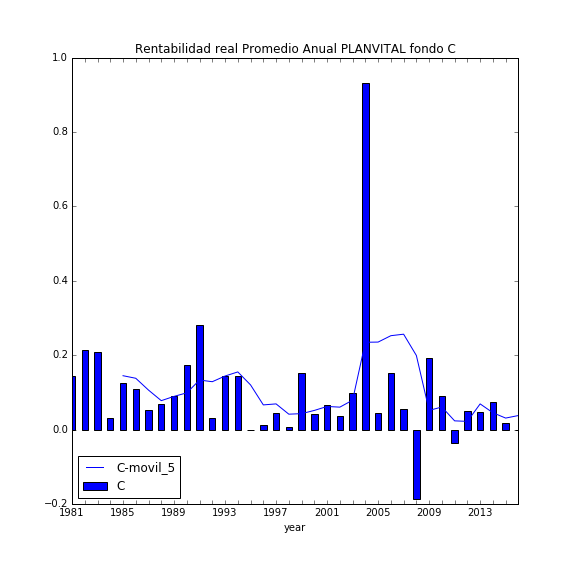 Rentabilidad real Promedio Anual PLANVITAL fondo C
1.0
0.8
0.6
0.4
0.2
0.0
−0.2
C-movil_5
C
1981 1985 1989 1993 1997 2001 2005 2009 2013
year